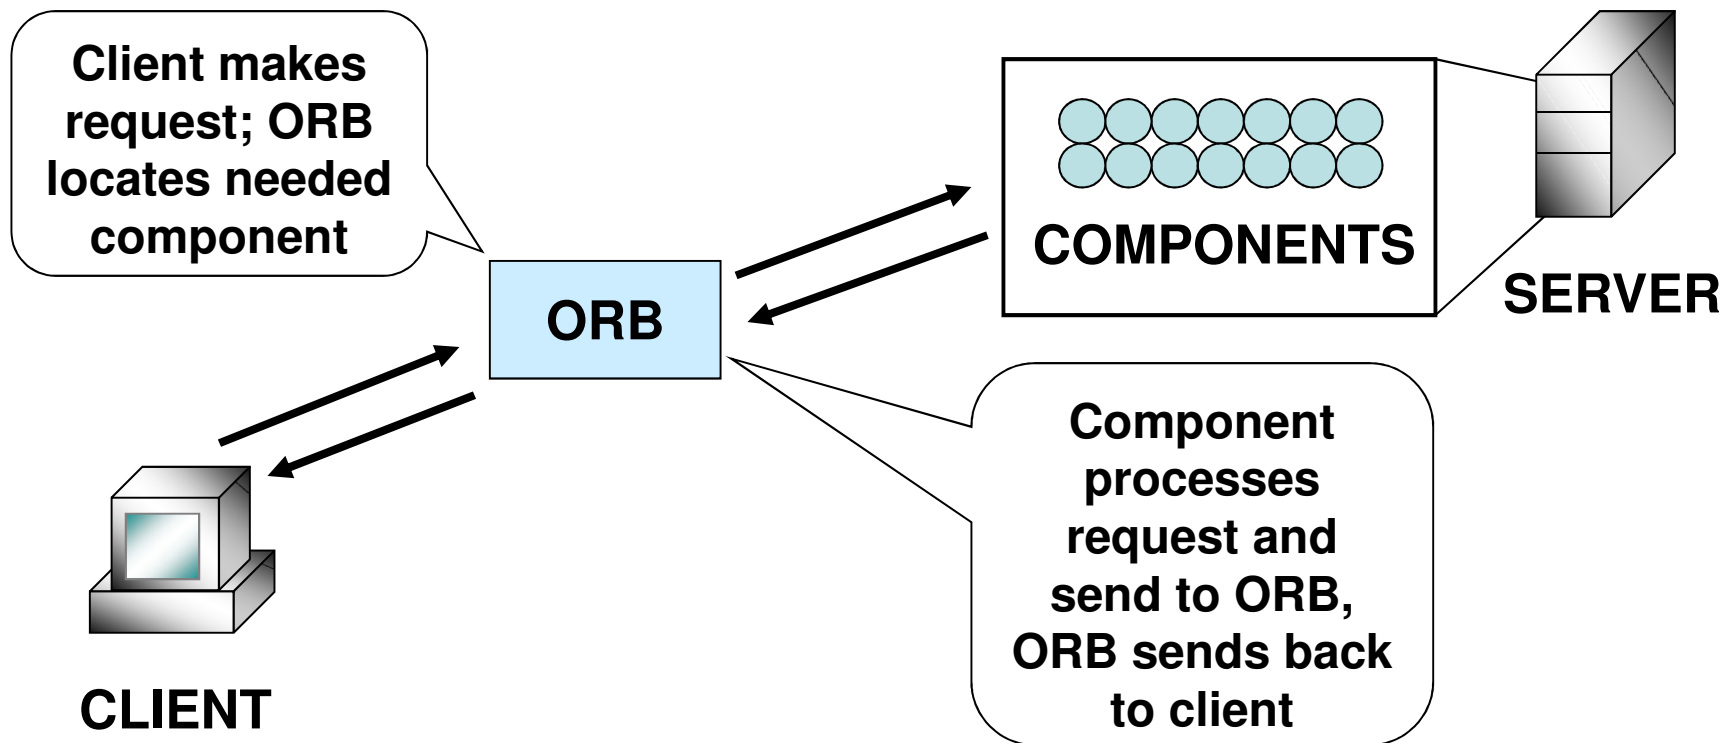 Client makes
request; ORB
locates needed
component
COMPONENTS
SERVER
ORB
Component
processes
request and
send to ORB,
ORB sends back
to client
CLIENT